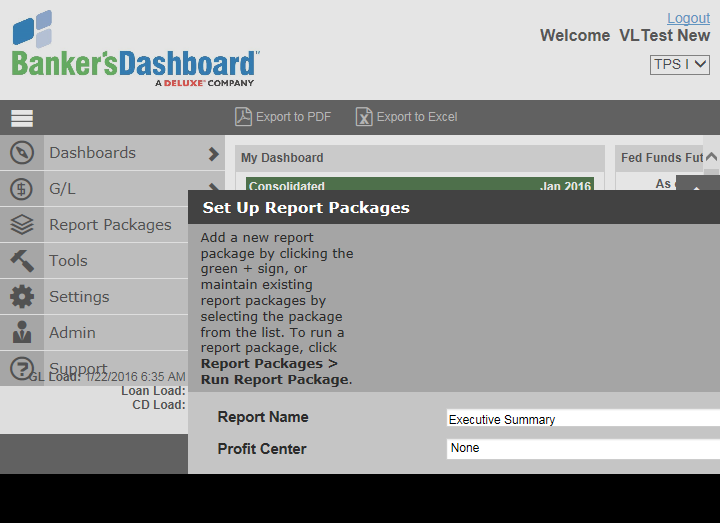 Logout
Welcome VLTest New
Banker'sDashboard™
A DELUXE® COMPANY
TPS I
Export to PDF
Export to Excel
Dashboards
My Dashboard
Fed Funds Fut
Consolidated
Jan 2016
As
G/L
Set Up Report Packages
Report Packages
Add a new report
package by clicking the
green + sign, or
maintain existing
report packages by
selecting the package
from the list. To run a
report package, click
Report Packages >
Run Report Package.
Tools
Settings
Admin
Support
GL Load: 1/22/2016 6:35 AM
Loan Load:
CD Load:
Report Name
Executive Summary
Profit Center
None